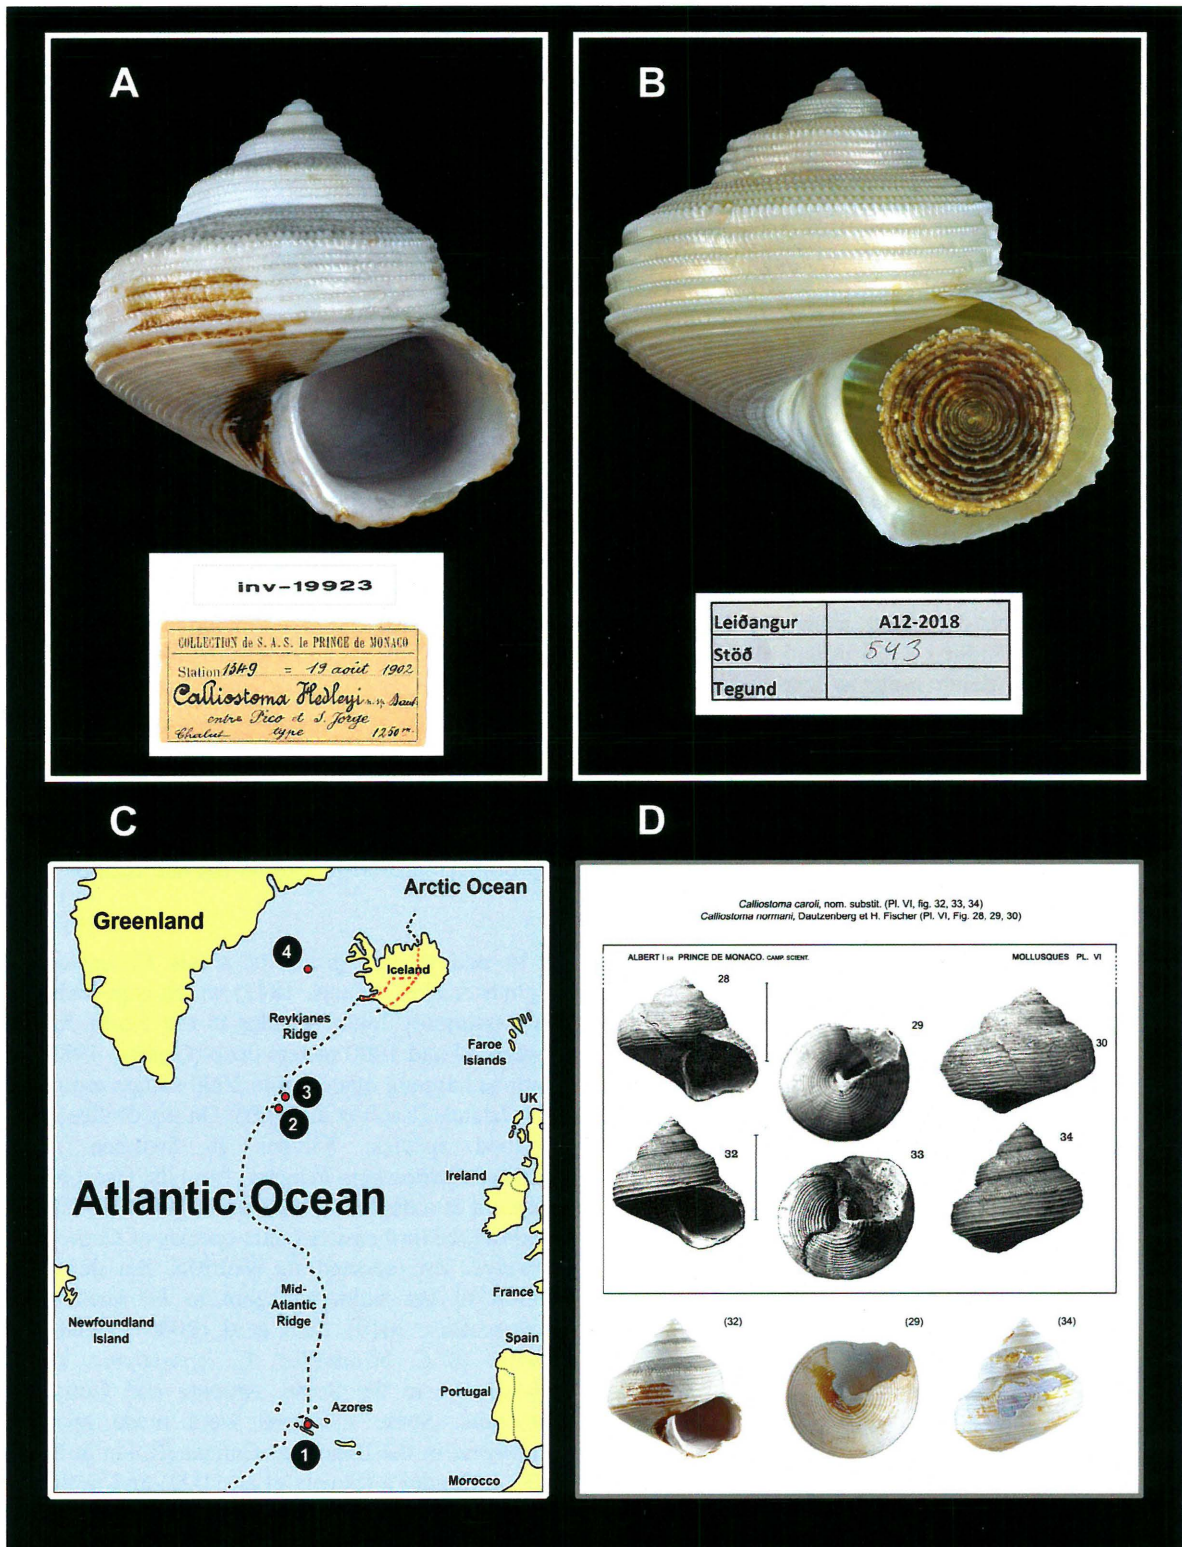 A
inv-19923
COLLECTION de S. A. S. le PRINCE de MONACO
Station 1349 = 19 août 1902
Calliostoma Hedleyi n. sp. Dautz
entre Pico et S. Jorge
Chalut type 1250 m.
B
Leiðangur A12-2018
Stöð 543
Tegund
C
Arctic Ocean
Greenland
4
Iceland
Reykjanes
Ridge
Faroe
Islands
3
UK
2
Ireland
Atlantic Ocean
France
Mid-
Atlantic
Ridge
Newfoundland
Island
Spain
Portugal
Azores
1
Morocco
D
Calliostoma caroli, nom. substit. (Pl. VI, fig. 32, 33, 34)
Calliostoma normani, Dautzenberg et H. Fischer (Pl. VI, Fig. 28, 29, 30)
ALBERT I ER PRINCE DE MONACO. CAMP. SCIENT. MOLLUSQUES PL. VI
28
29
30
32
33
34
(32) (29) (34)